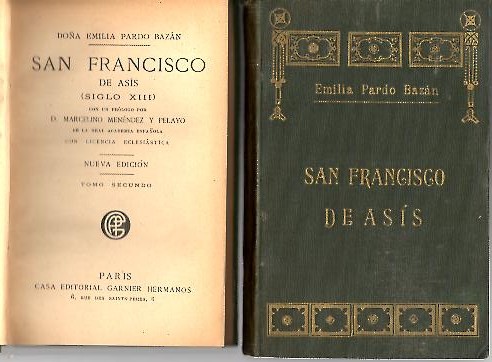 DOÑA EMILIA PARDO BAZÁN
SAN FRANCISCO
DE ASÍS
(SIGLO XIII)
CON UN PRÓLOGO POR
D. MARCELINO MENÉNDEZ Y PELAYO
DE LA REAL ACADEMIA ESPAÑOLA
CON LICENCIA ECLESIÁSTICA
NUEVA EDICIÓN
TOMO SEGUNDO
PARÍS
CASA EDITORIAL GARNIER HERMANOS
6, RUE DES SAINTS-PÈRES, 6
Emilia Pardo Bazán
SAN FRANCISCO
DE ASÍS